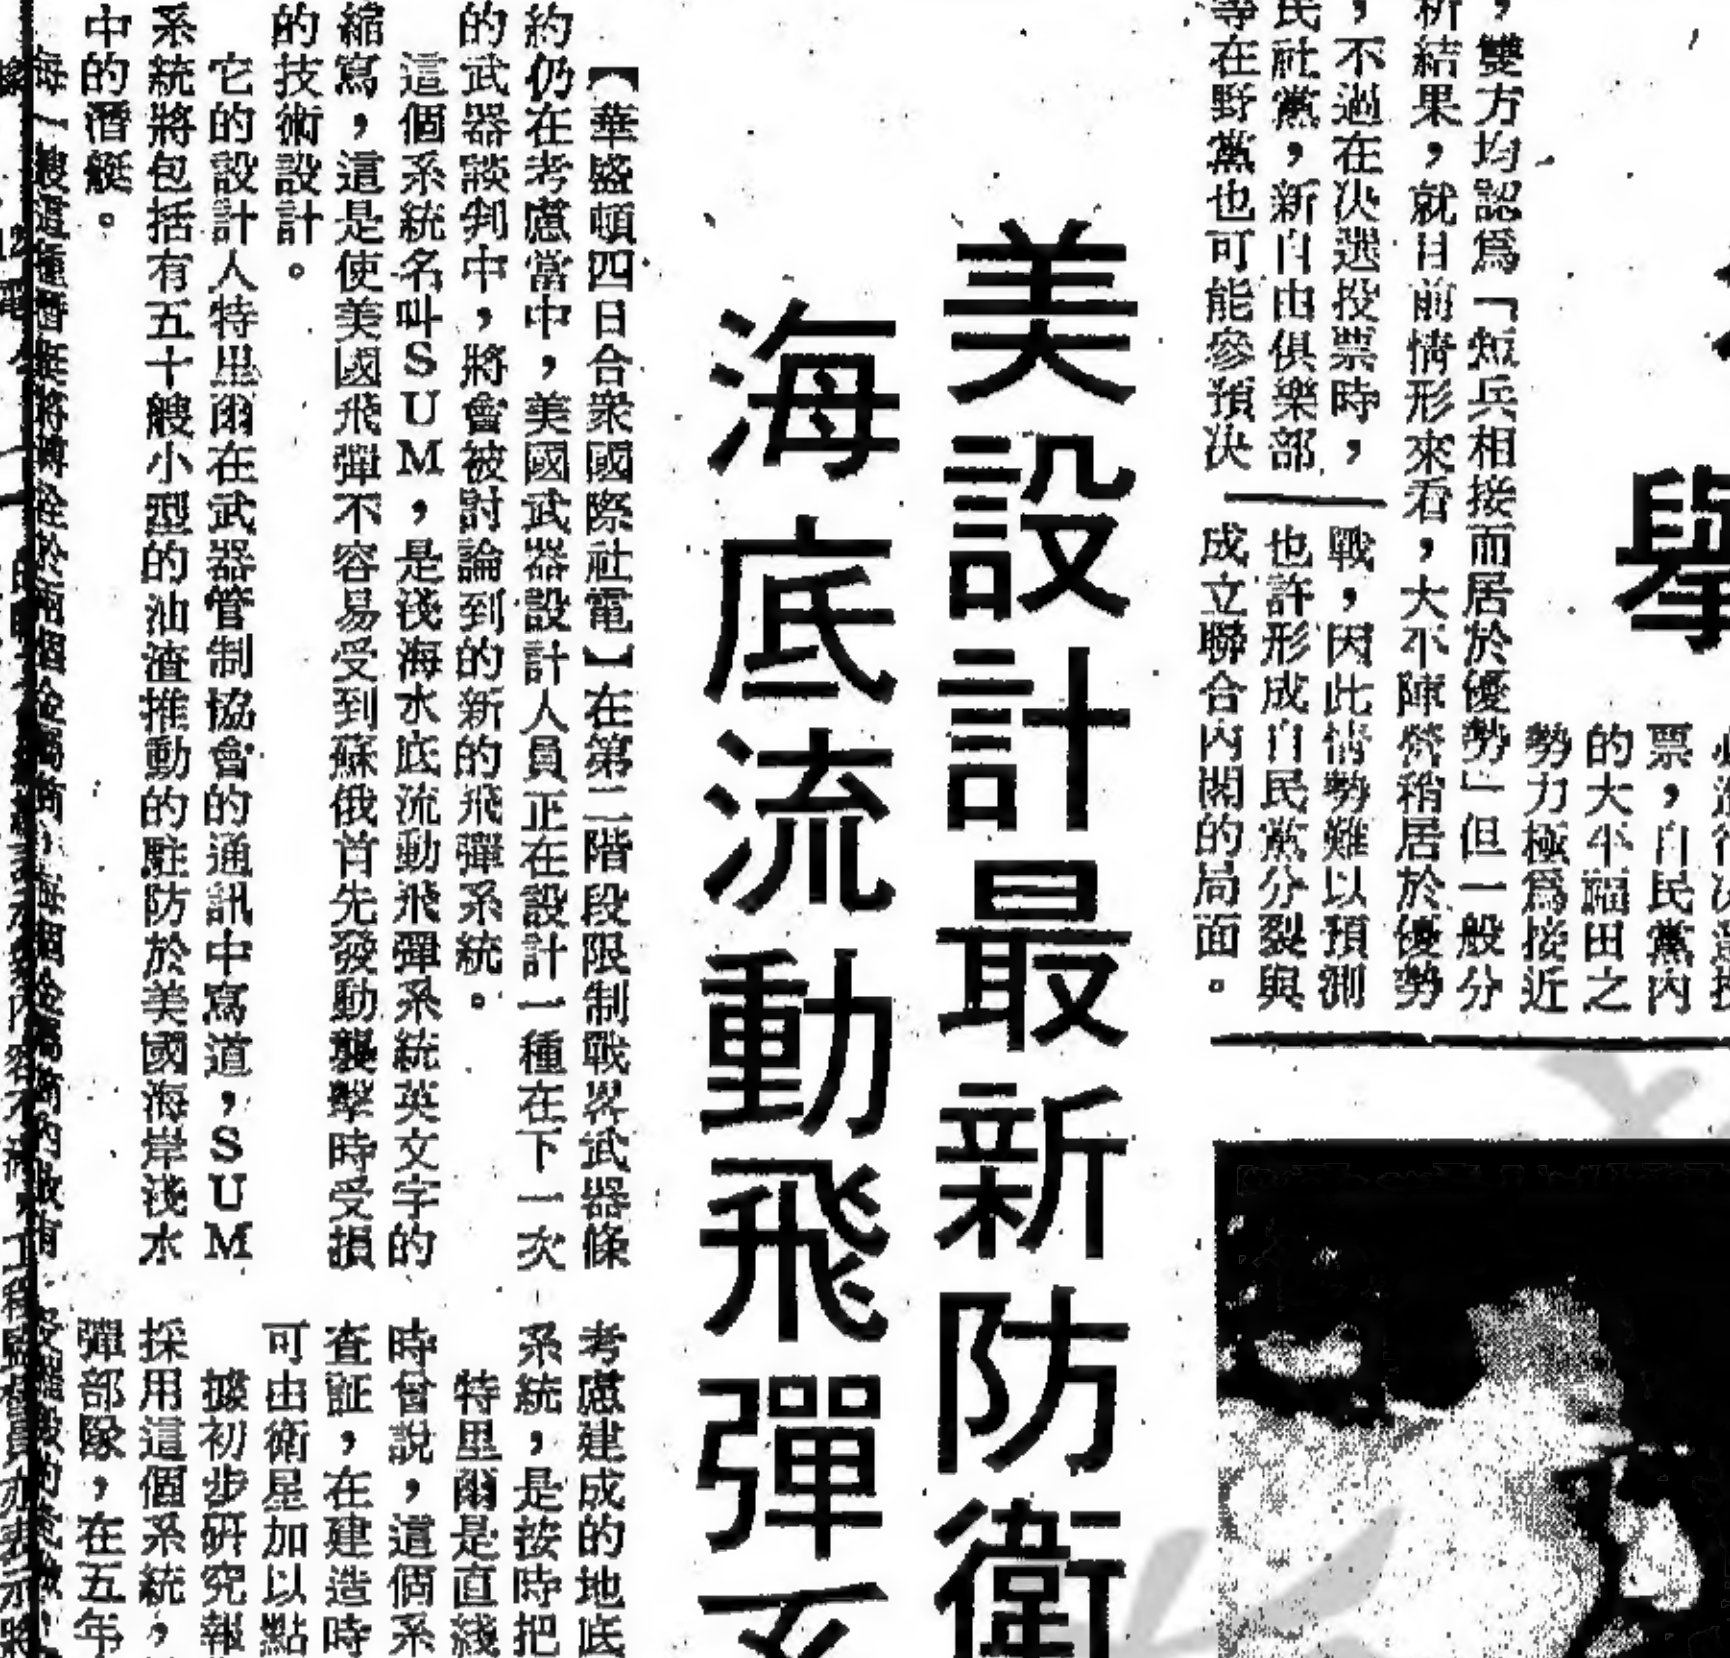 舉
票，自民黨內
的大平福田之
勢力極爲接近
，雙方均認爲「短兵相接而居於優勢」但一般分
析結果，就目前情形來看，大平陣營稍居於優勢
，不過在決選投票時，
民社黨，新自由俱樂部，
等在野黨也可能參預決
戰，因此情勢難以預測
也許形成自民黨分裂與
成立聯合內閣的局面。
美設計最新防衛
海底流動飛彈系
【華盛頓四日合衆國際社電】在第二階段限制戰畧武器條
約仍在考慮當中，美國武器設計人員正在設計一種在下一次
的武器談判中，將會被討論到的新的飛彈系統。
這個系統名叫ＳＵＭ，是淺海水底流動飛彈系統英文字的
縮寫，這是使美國飛彈不容易受到蘇俄首先發動襲擊時受損
的技術設計。
它的設計人特里爾在武器管制協會的通訊中寫道，ＳＵＭ
系統將包括有五十艘小型的油渣推動的駐防於美國海岸淺水
中的潛艇。
考慮建成的地底
系統，是按時把
特里爾是直綫
時曾說，這個系
查証，在建造時
可由衛星加以點
據初步研究報
採用這個系統，
彈部隊，在五年